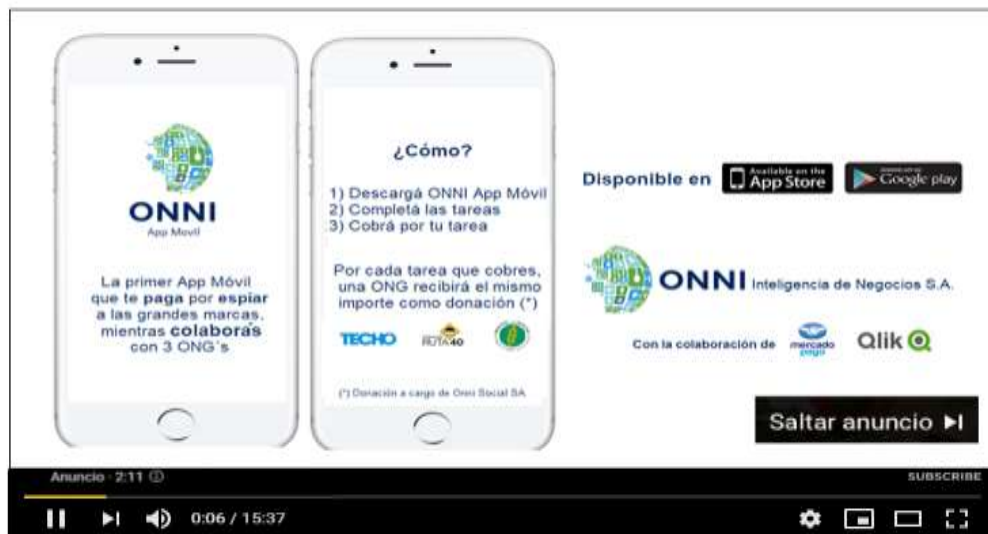 ONNI
App Movil
La primer App Móvil
que te paga por espiar
a las grandes marcas,
mientras colaborás
con 3 ONG´s
¿Cómo?
1) Descargá ONNI App Móvil
2) Completá las tareas
3) Cobrá por tu tarea
Por cada tarea que cobres,
una ONG recibirá el mismo
importe como donación (*)
TECHO
RUTA 40
(*) Donación a cargo de Onni Social SA
Disponible en
Available on the
App Store
Google play
ONNI Inteligencia de Negocios S.A.
Con la colaboración de
mercado
pago
Qlik
Saltar anuncio
Anuncio · 2:11
SUBSCRIBE
0:06 / 15:37